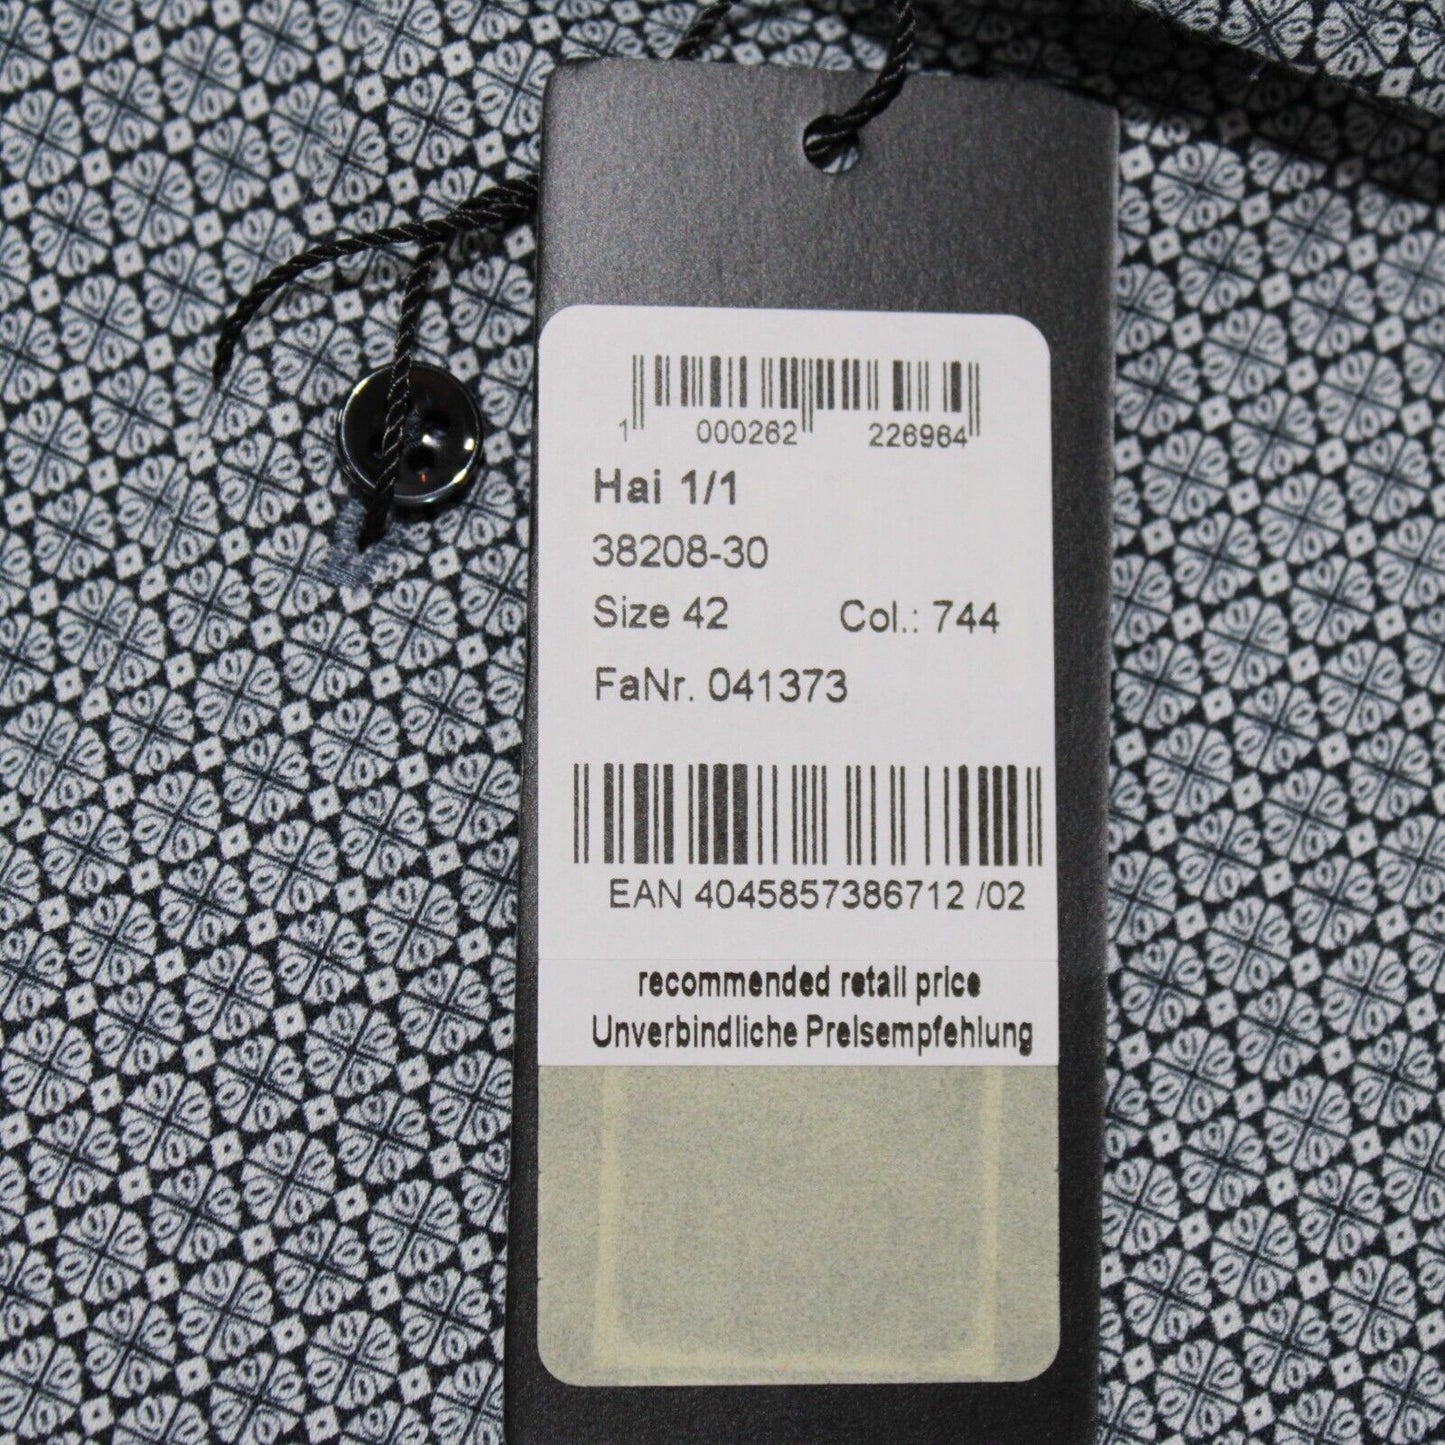 1 000262 226984
Hai 1/1
38208-30
Size 42 Col.: 744
FaNr. 041373
EAN 4045857386712 /02
recommended retail price
Unverbindliche Preisempfehlung